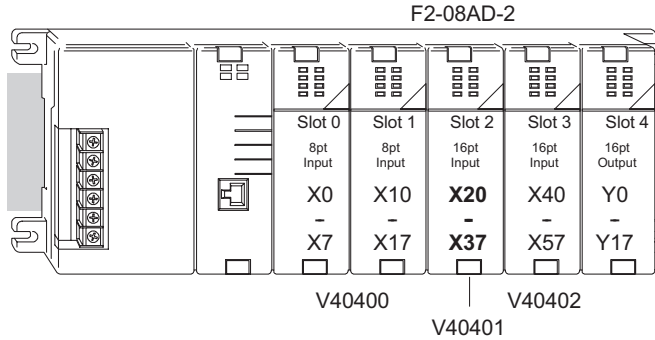 F2-08AD-2
Slot 0 Slot 1 Slot 2 Slot 3 Slot 4
8pt 8pt 16pt 16pt 16pt
Input Input Input Input Output
X0 X10 X20 X40 Y0
- - - - -
X7 X17 X37 X57 Y17
V40400 V40402
V40401